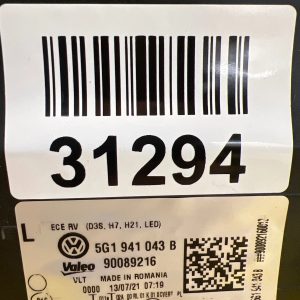 31294
L
ECE RV (D3S, H7, H21, LED)
5G1 941 043 B
Valeo 90089216
VLT MADE IN ROMANIA
0000 13/07/21 07:19